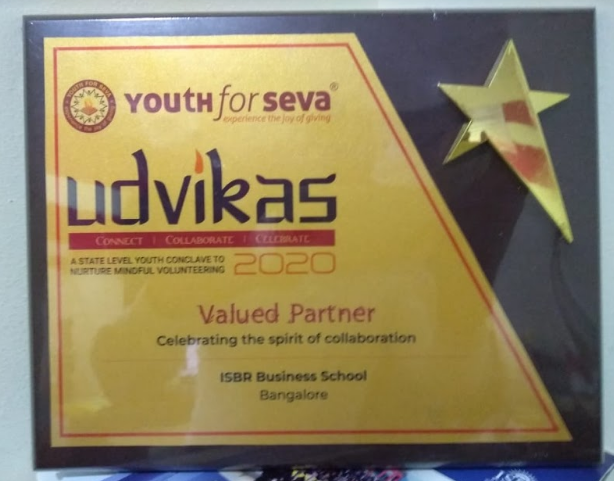 YOUTH for seva®
experience the joy of giving
udvikas
CONNECT | COLLABORATE | CELEBRATE
A STATE LEVEL YOUTH CONCLAVE TO
NURTURE MINDFUL VOLUNTEERING 2020
Valued Partner
Celebrating the spirit of collaboration
ISBR Business School
Bangalore